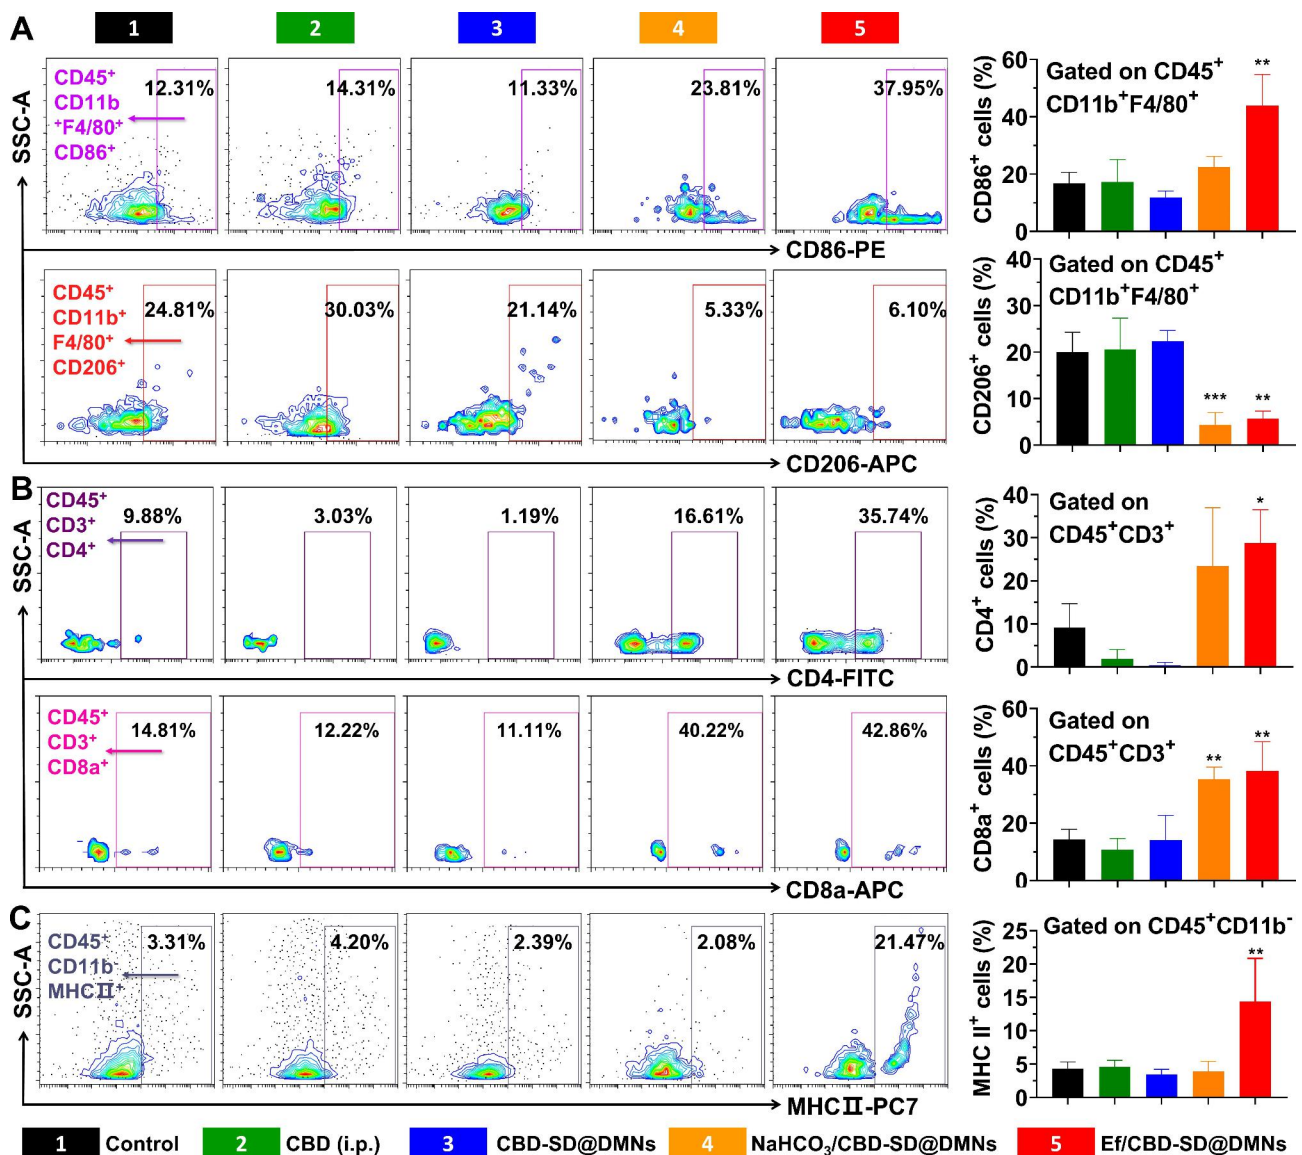 A 1 2 3 4 5
SSC-A
CD45+
CD11b
+F4/80+
CD86+
12.31% 14.31% 11.33% 23.81% 37.95%
CD86-PE
CD86+ cells (%)
Gated on CD45+
CD11b+F4/80+
**
60
40
20
0
CD45+
CD11b+
F4/80+
CD206+
24.81% 30.03% 21.14% 5.33% 6.10%
CD206-APC
CD206+ cells (%)
Gated on CD45+
CD11b+F4/80+
*** **
40
30
20
10
0
B
SSC-A
CD45+
CD3+
CD4+
9.88% 3.03% 1.19% 16.61% 35.74%
CD4-FITC
CD4+ cells (%)
Gated on
CD45+CD3+
*
40
30
20
10
0
CD45+
CD3+
CD8a+
14.81% 12.22% 11.11% 40.22% 42.86%
CD8a-APC
CD8a+ cells (%)
Gated on
CD45+CD3+
** **
60
40
20
0
C
SSC-A
CD45+
CD11b-
MHCII+
3.31% 4.20% 2.39% 2.08% 21.47%
MHCII-PC7
MHC II+ cells (%)
Gated on CD45+CD11b-
**
25
20
15
10
5
0
1 Control 2 CBD (i.p.) 3 CBD-SD@DMNs 4 NaHCO3/CBD-SD@DMNs 5 Ef/CBD-SD@DMNs